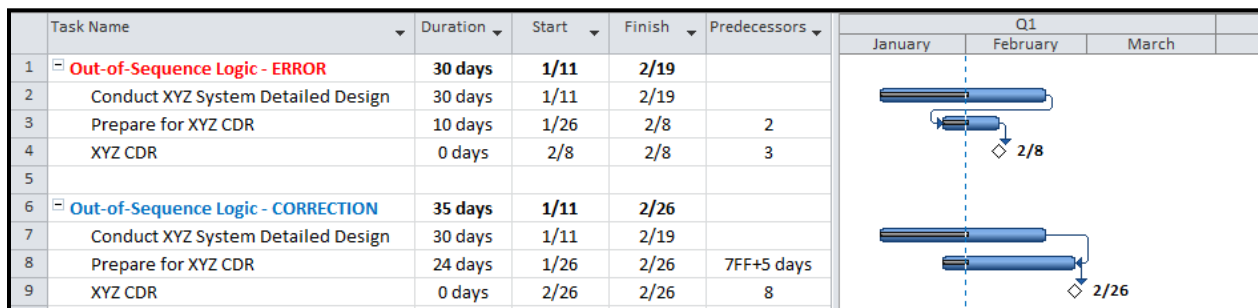 Task Name Duration Start Finish Predecessors Q1
January February March
1 Out-of-Sequence Logic - ERROR 30 days 1/11 2/19
2 Conduct XYZ System Detailed Design 30 days 1/11 2/19
3 Prepare for XYZ CDR 10 days 1/26 2/8 2
4 XYZ CDR 0 days 2/8 2/8 3 2/8
5
6 Out-of-Sequence Logic - CORRECTION 35 days 1/11 2/26
7 Conduct XYZ System Detailed Design 30 days 1/11 2/19
8 Prepare for XYZ CDR 24 days 1/26 2/26 7FF+5 days
9 XYZ CDR 0 days 2/26 2/26 8 2/26